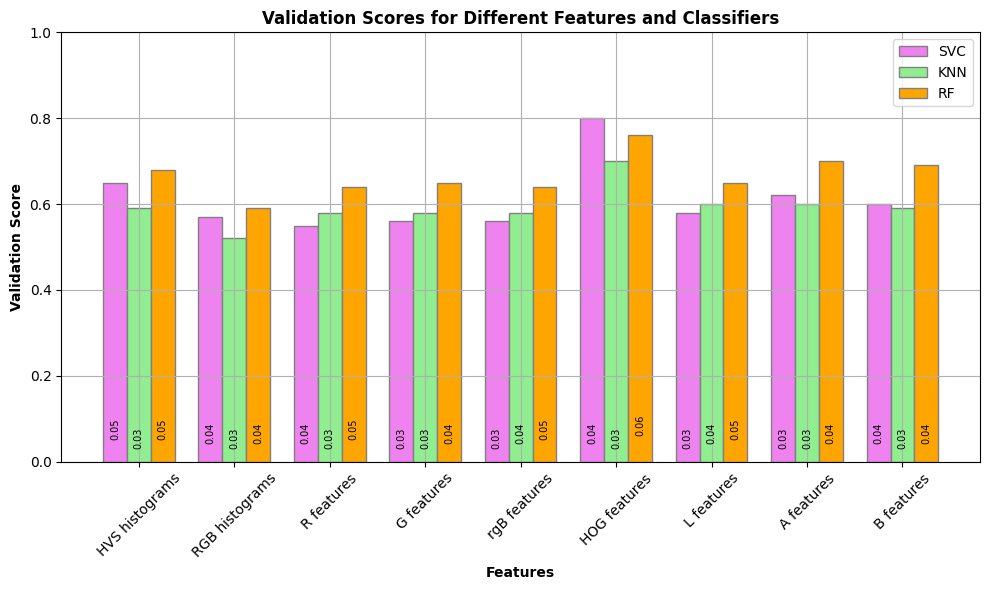 Validation Scores for Different Features and Classifiers
1.0
0.8
0.6
0.4
0.2
0.0
Validation Score
SVC
KNN
RF
0.05 0.03 0.05 0.04 0.03 0.04 0.04 0.03 0.05 0.03 0.03 0.04 0.03 0.04 0.05 0.04 0.03 0.06 0.03 0.04 0.05 0.03 0.03 0.04 0.04 0.03 0.04
HVS histograms
RGB histograms
R features
G features
rgB features
HOG features
L features
A features
B features
Features